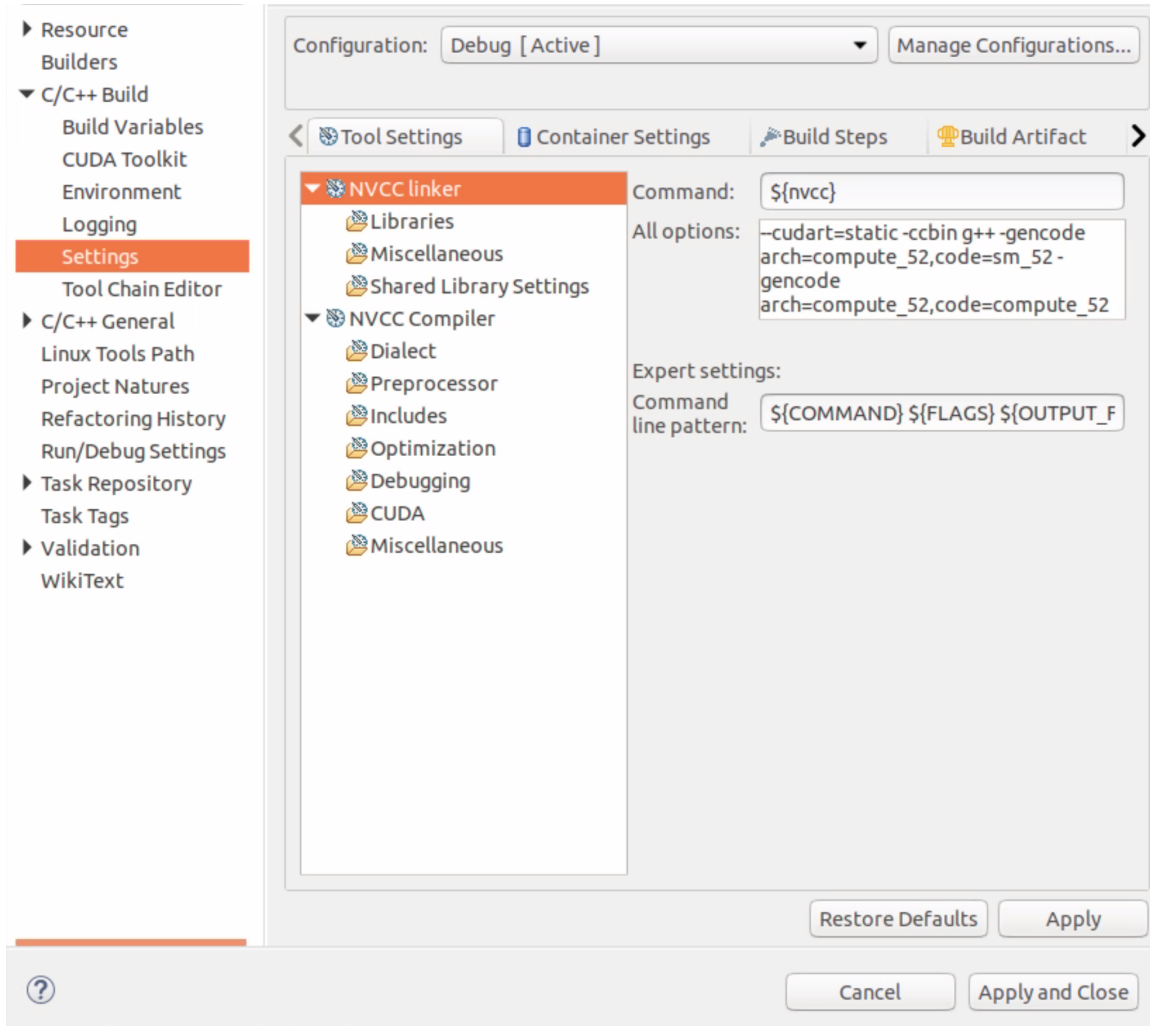 Resource
Builders
C/C++ Build
Build Variables
CUDA Toolkit
Environment
Logging
Settings
Tool Chain Editor
C/C++ General
Linux Tools Path
Project Natures
Refactoring History
Run/Debug Settings
Task Repository
Task Tags
Validation
WikiText
Configuration: Debug [ Active ] Manage Configurations...
Tool Settings Container Settings Build Steps Build Artifact
NVCC linker
Libraries
Miscellaneous
Shared Library Settings
NVCC Compiler
Dialect
Preprocessor
Includes
Optimization
Debugging
CUDA
Miscellaneous
Command: ${nvcc}
All options: --cudart=static -ccbin g++ -gencode
arch=compute_52,code=sm_52 -
gencode
arch=compute_52,code=compute_52
Expert settings:
Command
line pattern: ${COMMAND} ${FLAGS} ${OUTPUT_F
Restore Defaults Apply
? Cancel Apply and Close